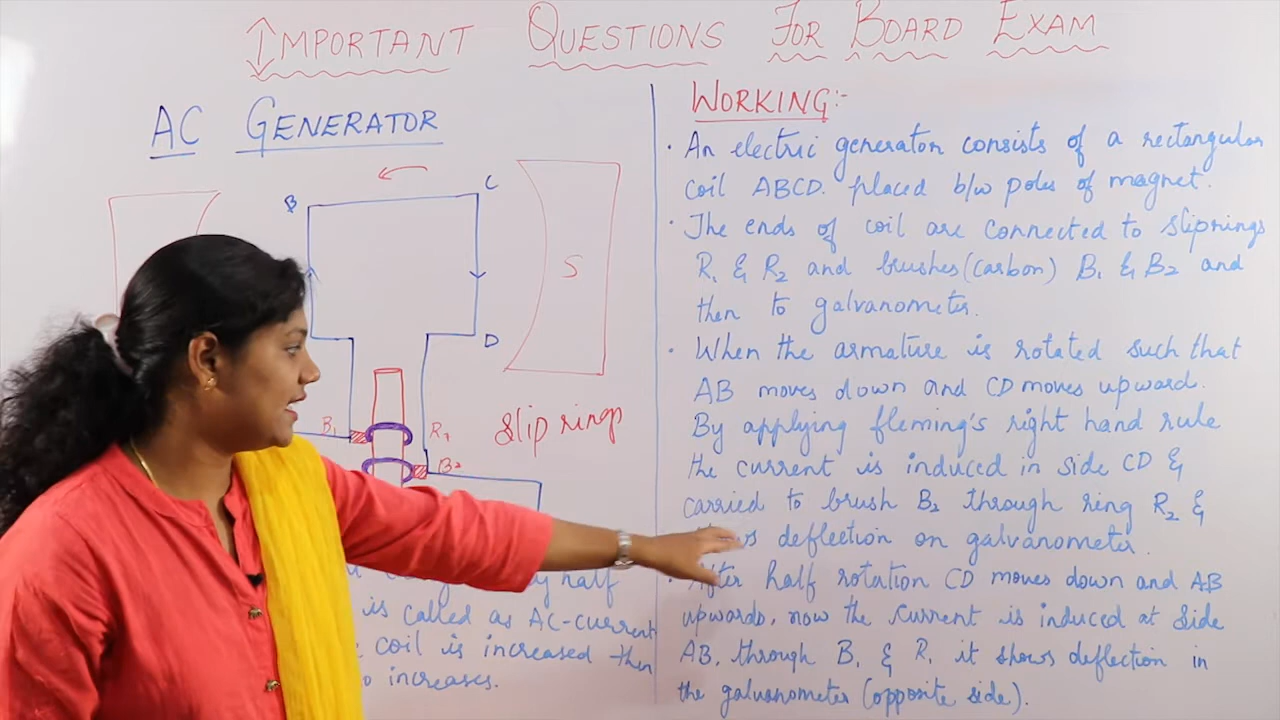 IMPORTANT QUESTIONS FOR BOARD EXAM
AC GENERATOR
B
C
S
D
B1
R1
B2
Slip rings
half
is called as AC-current
coil is increased then
increases.
WORKING:-
· An electric generator consists of a rectangular
coil ABCD. placed b/w poles of magnet.
· The ends of coil are connected to sliprings
R1 & R2 and brushes (carbon) B1 & B2 and
then to galvanometer.
· When the armature is rotated such that
AB moves down and CD moves upward.
By applying fleming's right hand rule
the current is induced in side CD &
carried to brush B2 through ring R2 &
deflection on galvanometer.
· After half rotation CD moves down and AB
upwards, now the current is induced at side
AB, through B1 & R1 it shows deflection in
the galvanometer (opposite side).